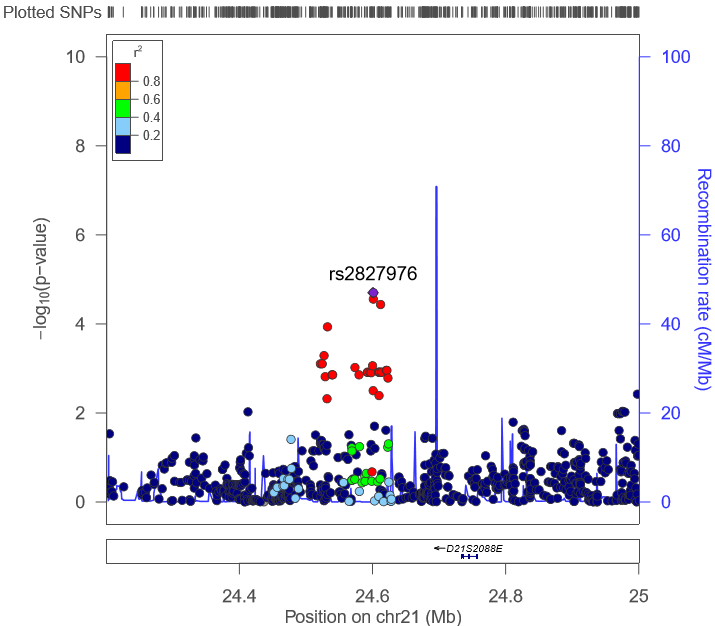 Plotted SNPs
r²
0.8
0.6
0.4
0.2
10
8
6
4
2
0
−log10(p−value)
100
80
60
40
20
0
Recombination rate (cM/Mb)
rs2827976
←D21S2088E
24.4
24.6
24.8
25
Position on chr21 (Mb)